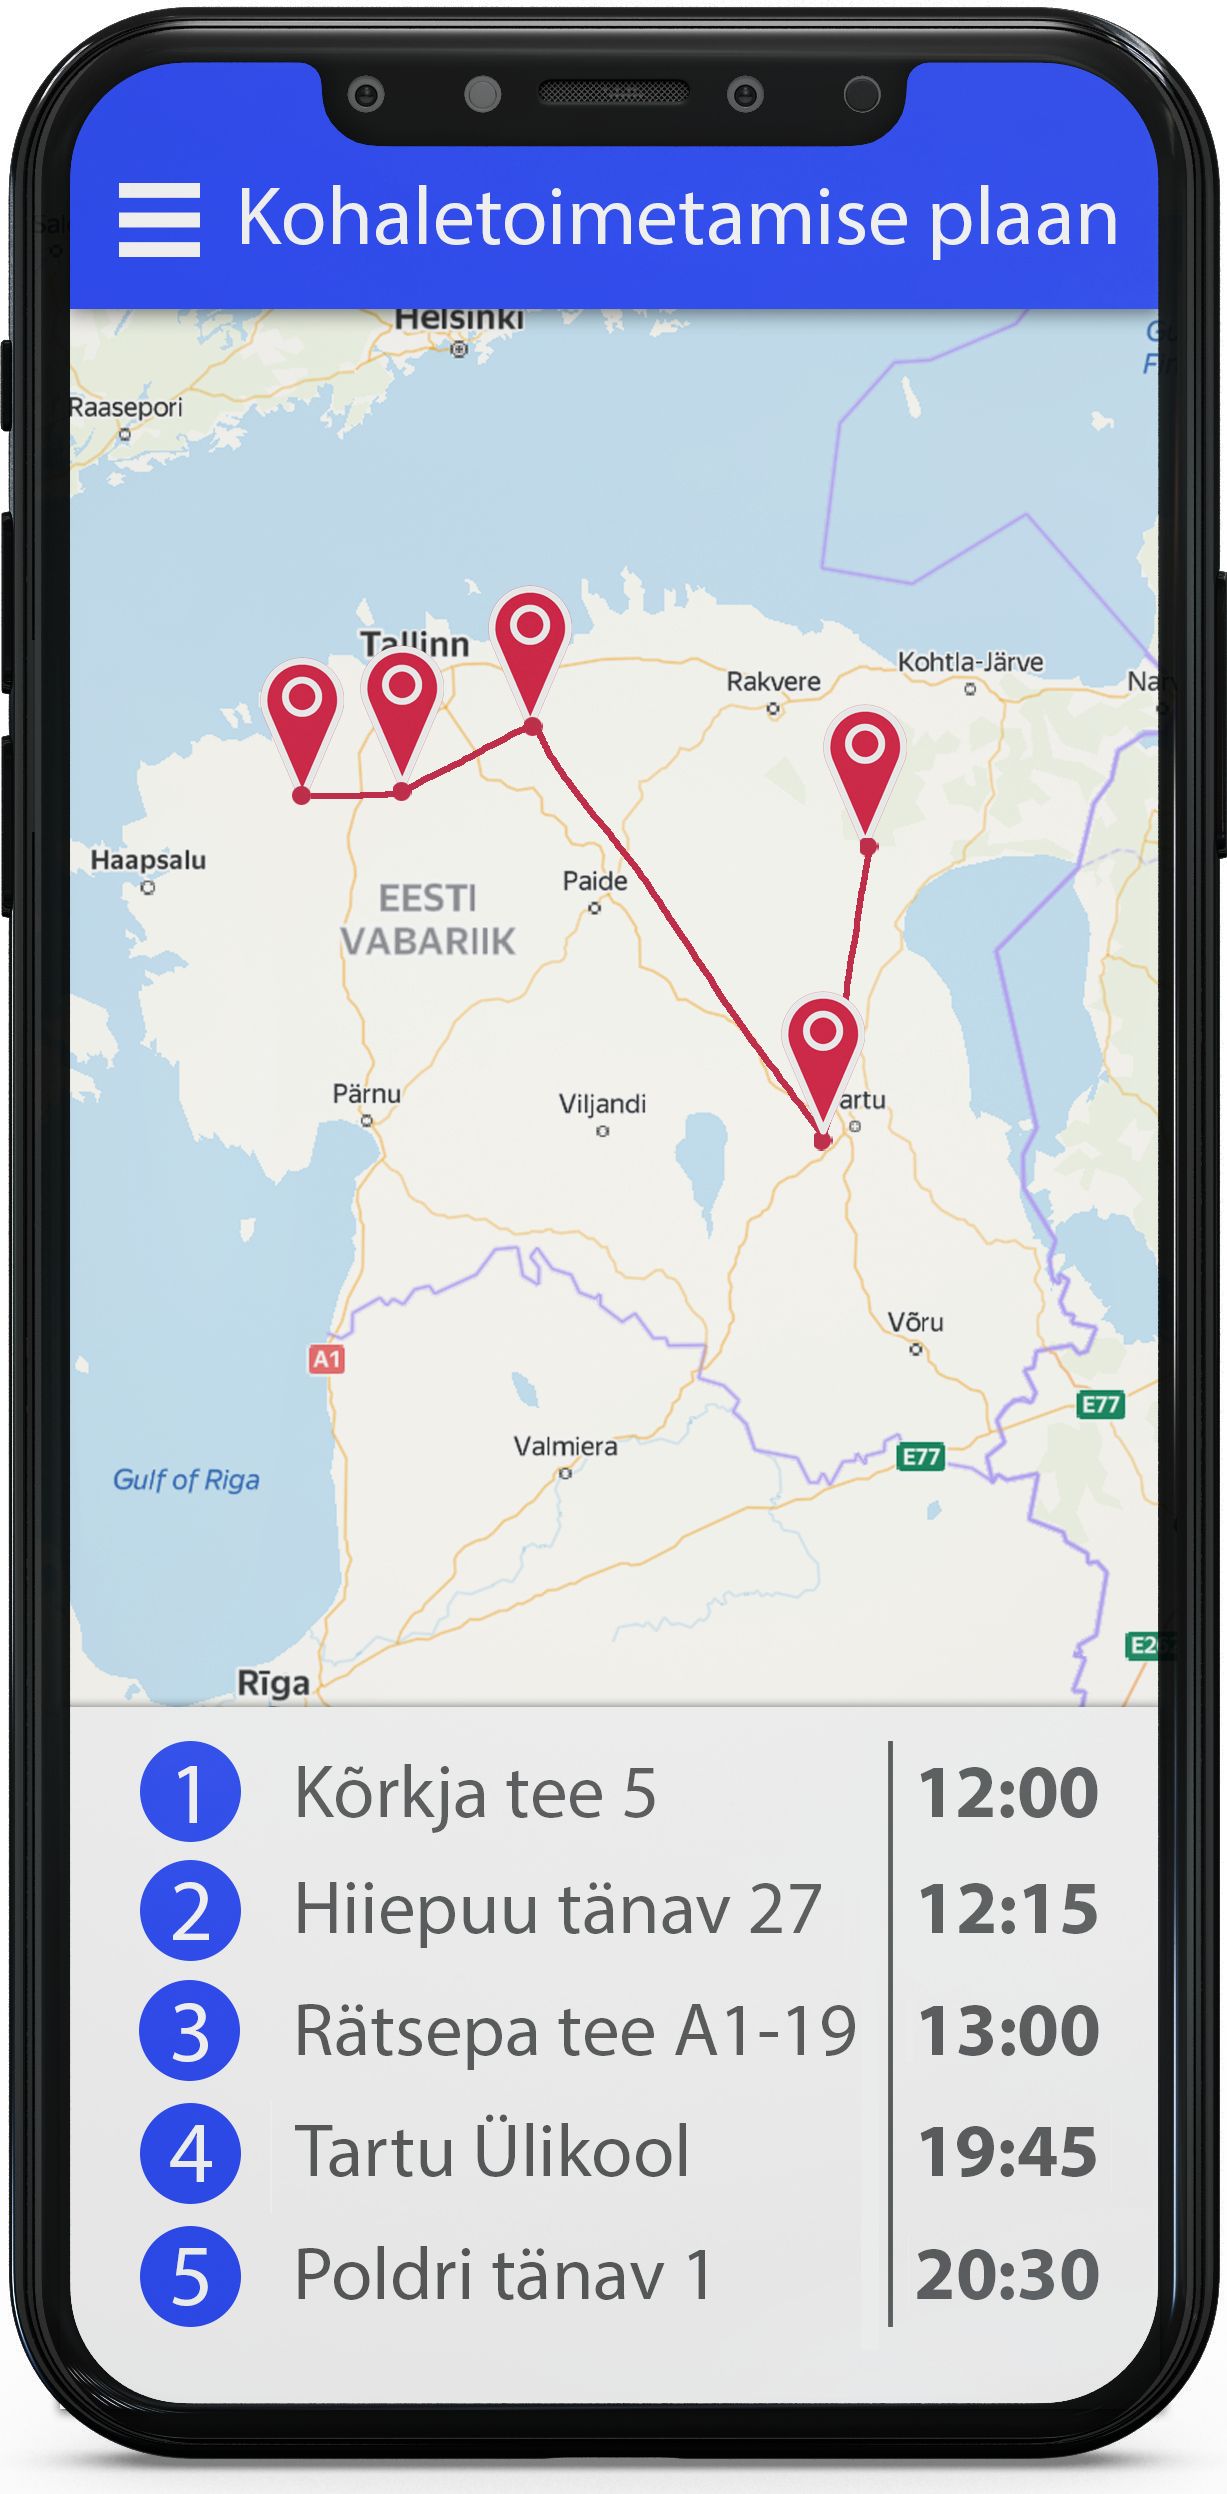 Kohaletoimetamise plaan
Helsinki
Raasepori
Tallinn
Rakvere
Kohtla-Järve
Haapsalu
Paide
EESTI
VABARIIK
Pärnu
Viljandi
artu
Võru
A1
E77
Valmiera
E77
Gulf of Riga
Rīga
1 Kõrkja tee 5 12:00
2 Hiiepuu tänav 27 12:15
3 Rätsepa tee A1-19 13:00
4 Tartu Ülikool 19:45
5 Poldri tänav 1 20:30